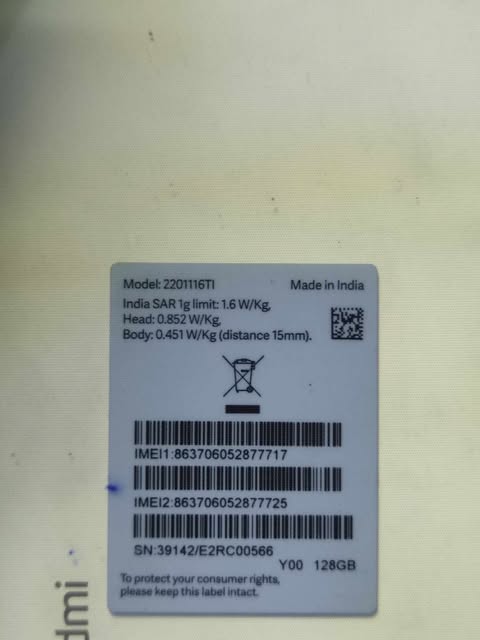 Model: 2201116TI Made in India
India SAR 1g limit: 1.6 W/Kg,
Head: 0.852 W/Kg,
Body: 0.451 W/Kg (distance 15mm).
IMEI1:863706052877717
IMEI2:863706052877725
SN:39142/E2RC00566
Y00 128GB
To protect your consumer rights,
please keep this label intact.
dmi